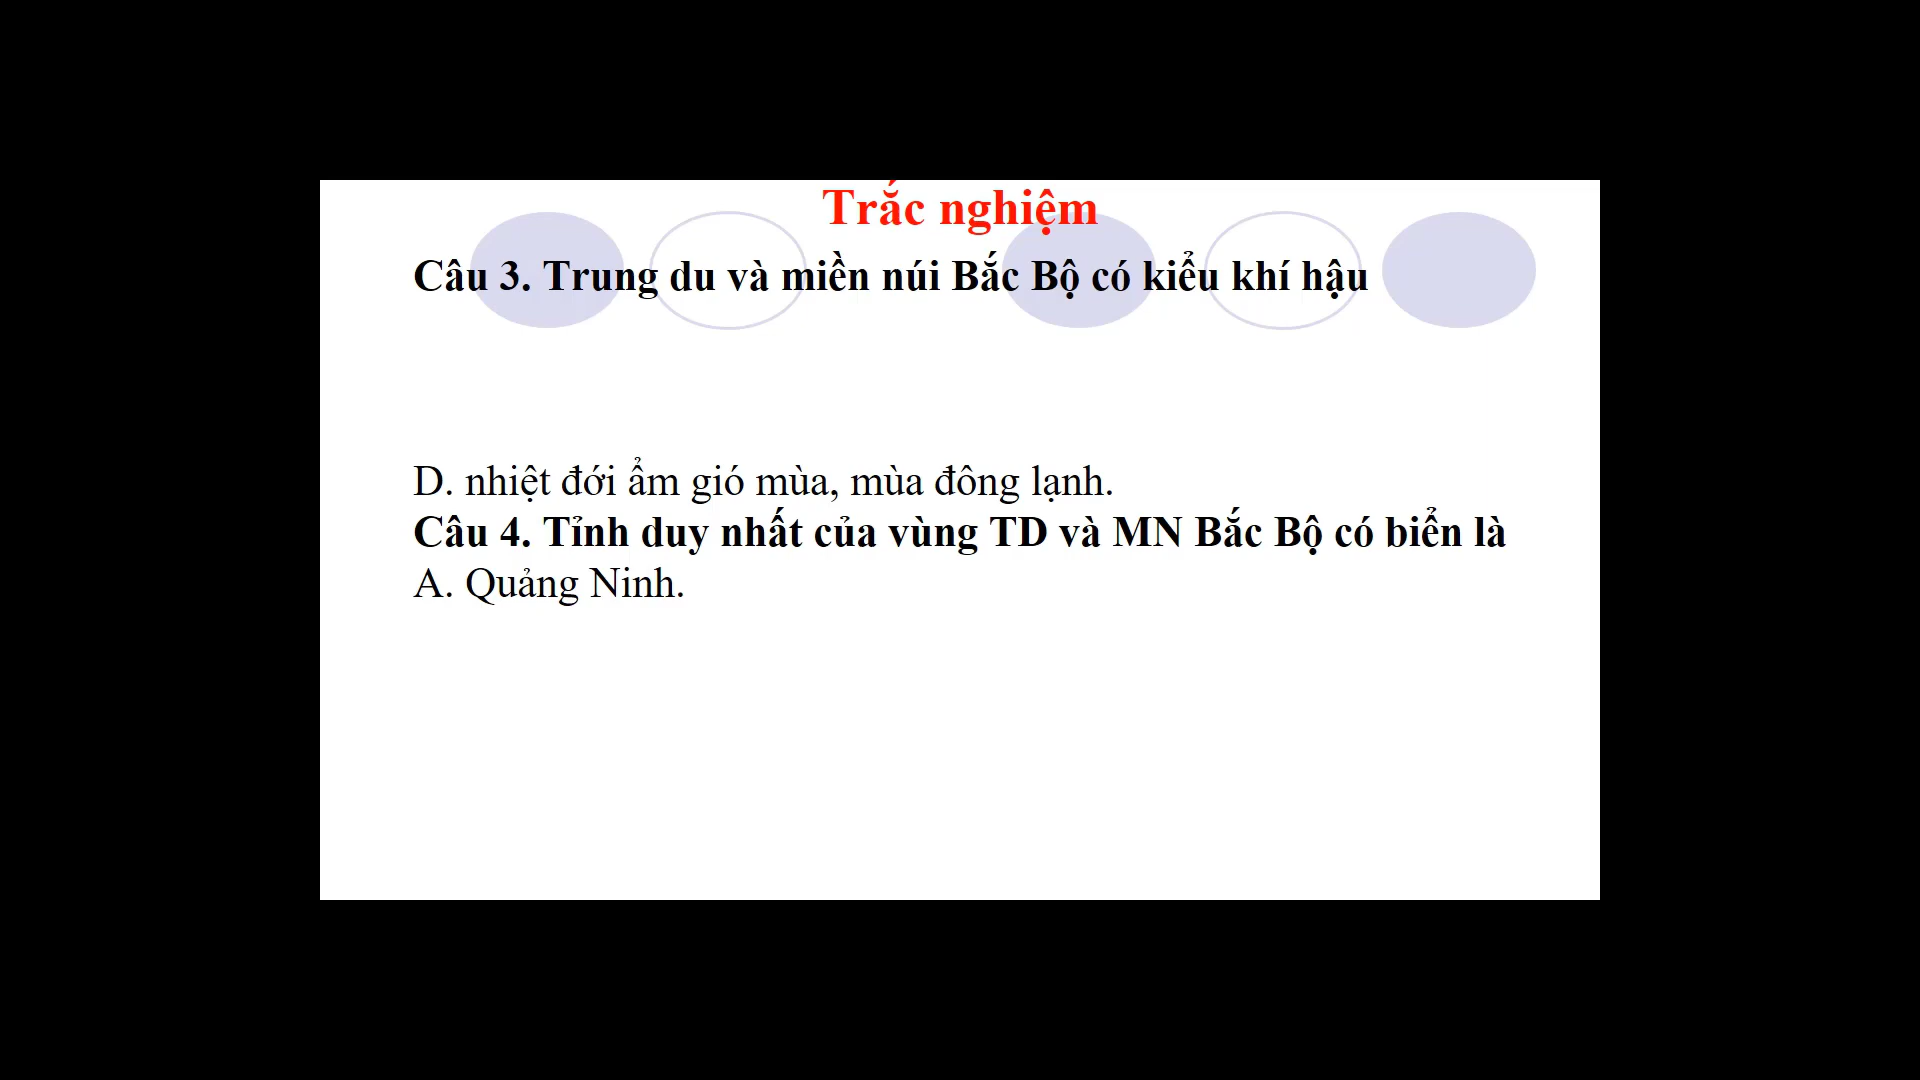 Trắc nghiệm
Câu 3. Trung du và miền núi Bắc Bộ có kiểu khí hậu
D. nhiệt đới ẩm gió mùa, mùa đông lạnh.
Câu 4. Tỉnh duy nhất của vùng TD và MN Bắc Bộ có biển là
A. Quảng Ninh.